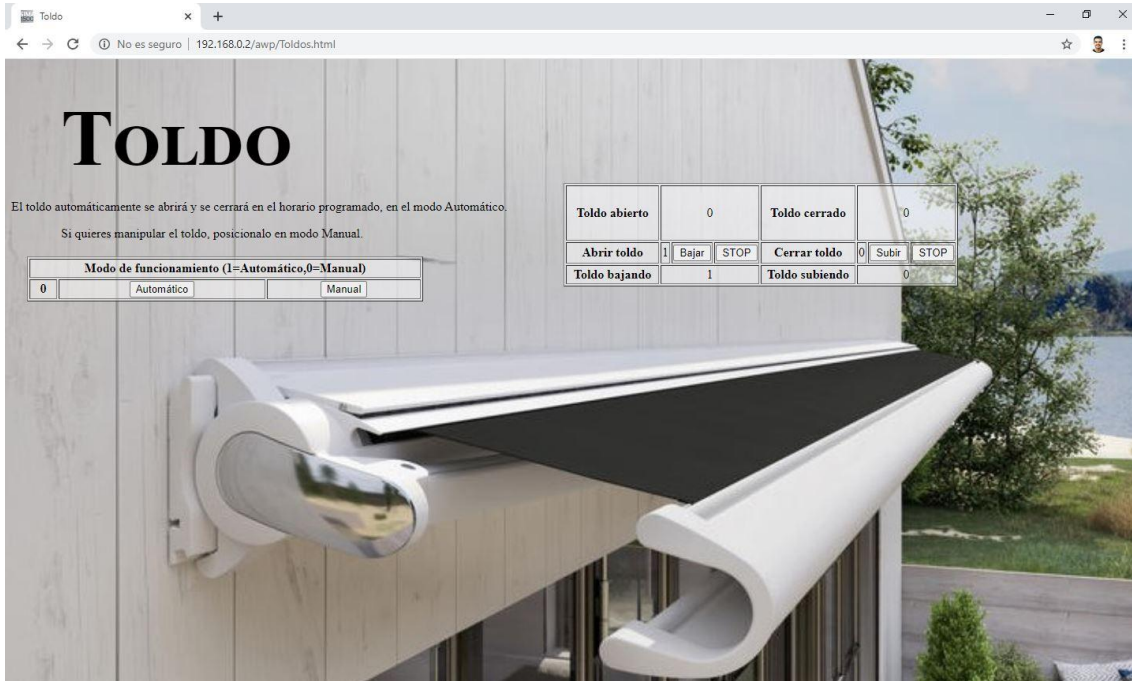 Toldo
No es seguro | 192.168.0.2/awp/Toldos.html
TOLDO
El toldo automáticamente se abrirá y se cerrará en el horario programado, en el modo Automático.
Si quieres manipular el toldo, posicionalo en modo Manual.
Modo de funcionamiento (1=Automático,0=Manual)
0 Automático Manual
Toldo abierto 0 Toldo cerrado 0
Abrir toldo 1 Bajar STOP Cerrar toldo 0 Subir STOP
Toldo bajando 1 Toldo subiendo 0